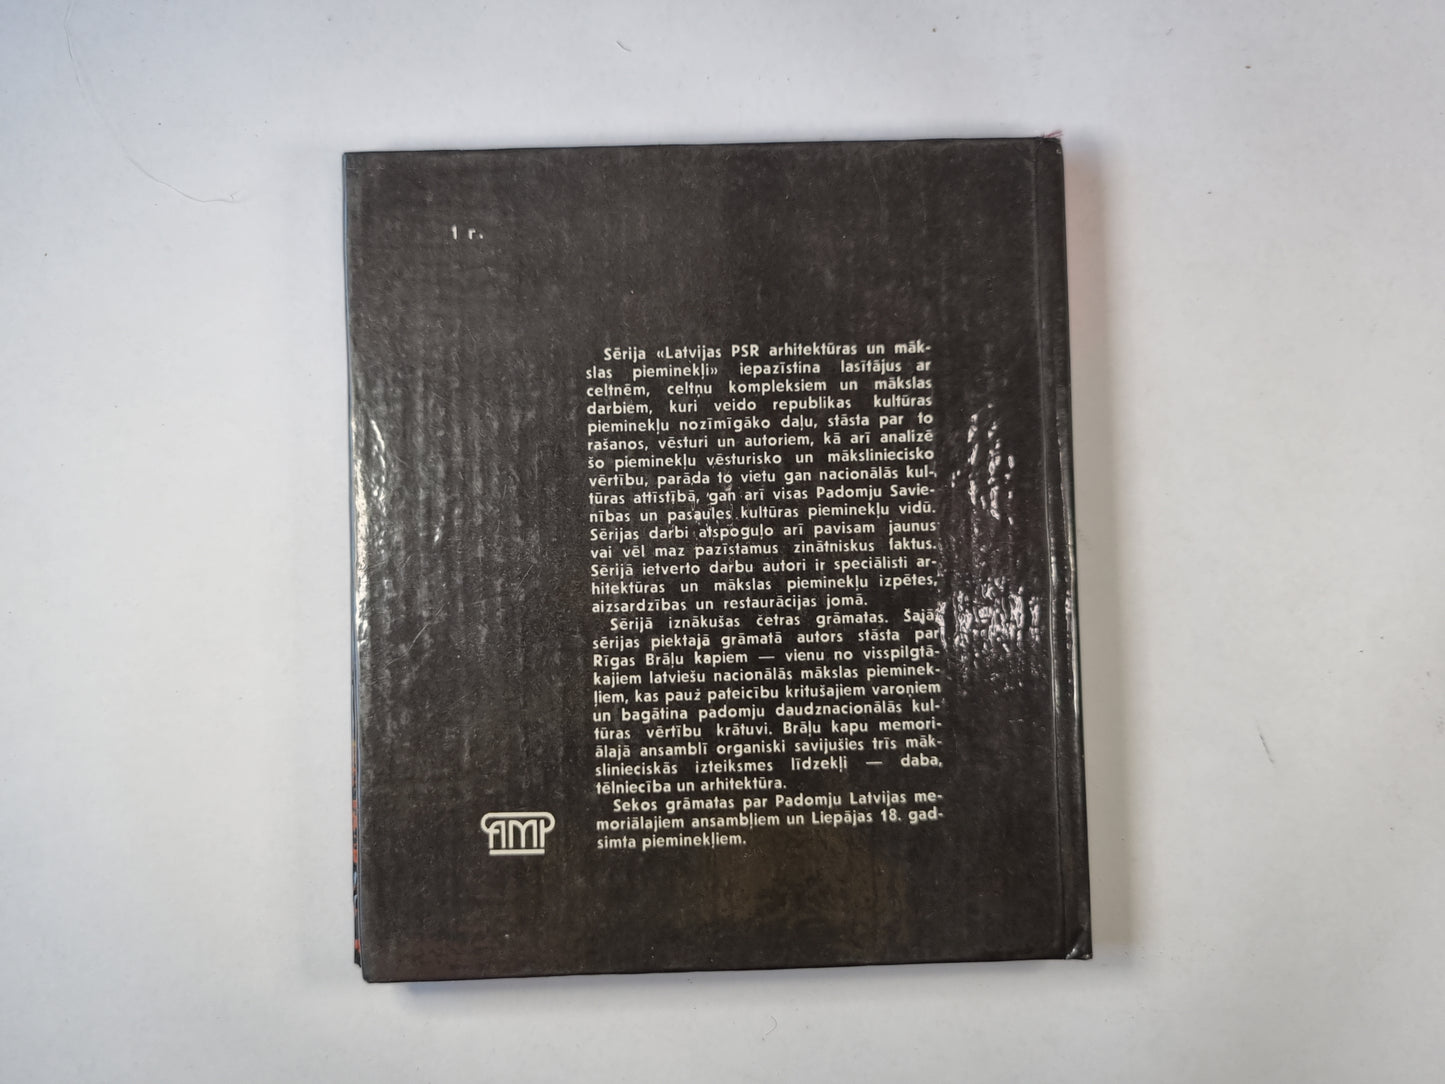 1 r.
Sērija «Latvijas PSR arhitektūras un māk-
slas pieminekļi» iepazīstina lasītājus ar
celtnēm, celtņu kompleksiem un mākslas
darbiem, kuri veido republikas kultūras
pieminekļu nozīmīgāko daļu, stāsta par to
rašanos, vēsturi un autoriem, kā arī analizē
šo pieminekļu vēsturisko un māksliniecisko
vērtību, parāda to vietu gan nacionālās kul-
tūras attīstībā, gan arī visas Padomju Savie-
nības un pasaules kultūras pieminekļu vidū.
Sērijas darbi atspoguļo arī pavisam jaunus
vai vēl maz pazīstamus zinātniskus faktus.
Sērijā ietverto darbu autori ir speciālisti ar-
hitektūras un mākslas pieminekļu izpētes,
aizsardzības un restaurācijas jomā.
Sērijā iznākušas četras grāmatas. Šajā
sērijas piektajā grāmatā autors stāsta par
Rīgas Brāļu kapiem — vienu no visspilgtā-
kajiem latviešu nacionālās mākslas pieminek-
ļiem, kas pauž pateicību kritušajiem varoņiem
un bagātina padomju daudznacionālās kul-
tūras vērtību krātuvi. Brāļu kapu memori-
ālajā ansamblī organiski savijušies trīs māk-
slinieciskās izteiksmes līdzekļi — daba,
tēlniecība un arhitektūra.
Sekos grāmatas par Padomju Latvijas me-
moriālajiem ansambļiem un Liepājas 18. gad-
simta pieminekļiem.
AMP